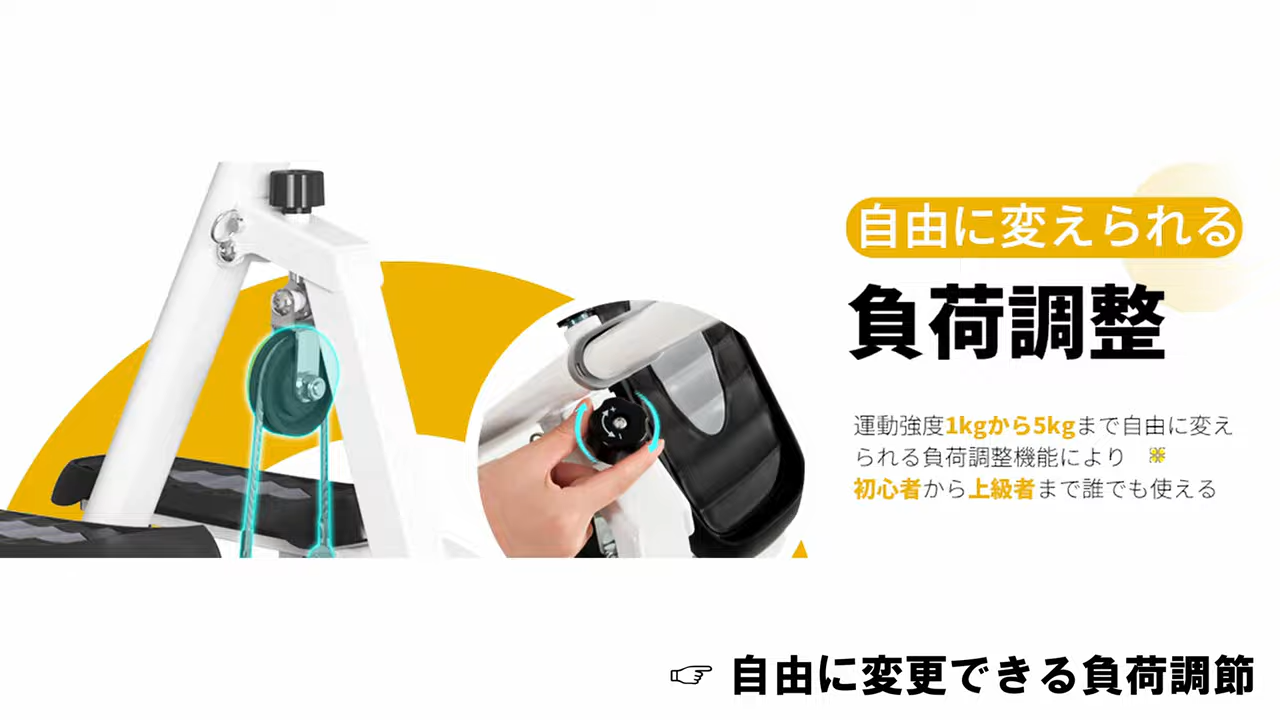 自由に変えられる
負荷調整
運動強度1kgから5kgまで自由に変え
られる負荷調整機能により ※
初心者から上級者まで誰でも使える
☞ 自由に変更できる負荷調節